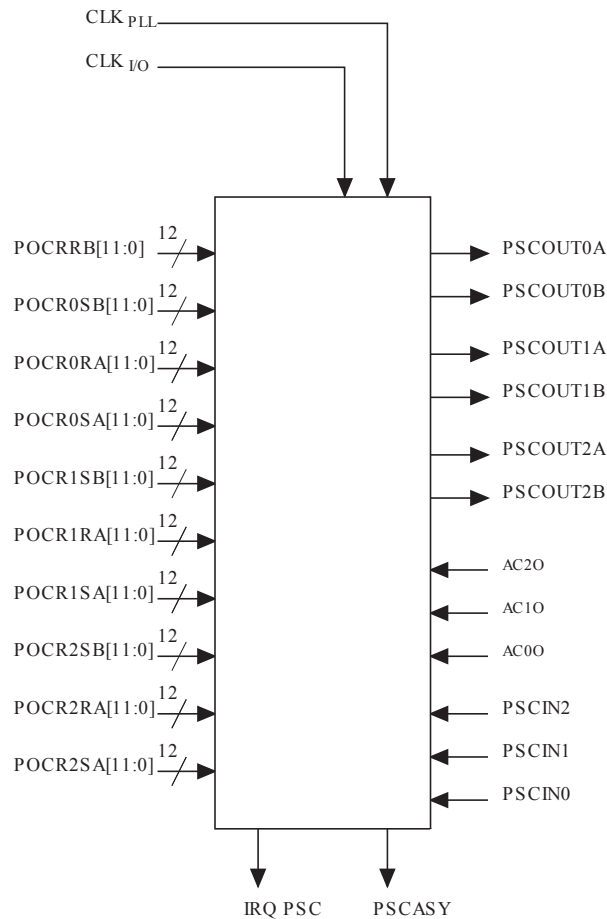 CLK PLL
CLK I/O
POCRRB[11:0] 12
POCR0SB[11:0] 12
POCR0RA[11:0] 12
POCR0SA[11:0] 12
POCR1SB[11:0] 12
POCR1RA[11:0] 12
POCR1SA[11:0] 12
POCR2SB[11:0] 12
POCR2RA[11:0] 12
POCR2SA[11:0] 12
PSCOUT0A
PSCOUT0B
PSCOUT1A
PSCOUT1B
PSCOUT2A
PSCOUT2B
AC2O
AC1O
AC0O
PSCIN2
PSCIN1
PSCIN0
IRQ PSC
PSCASY